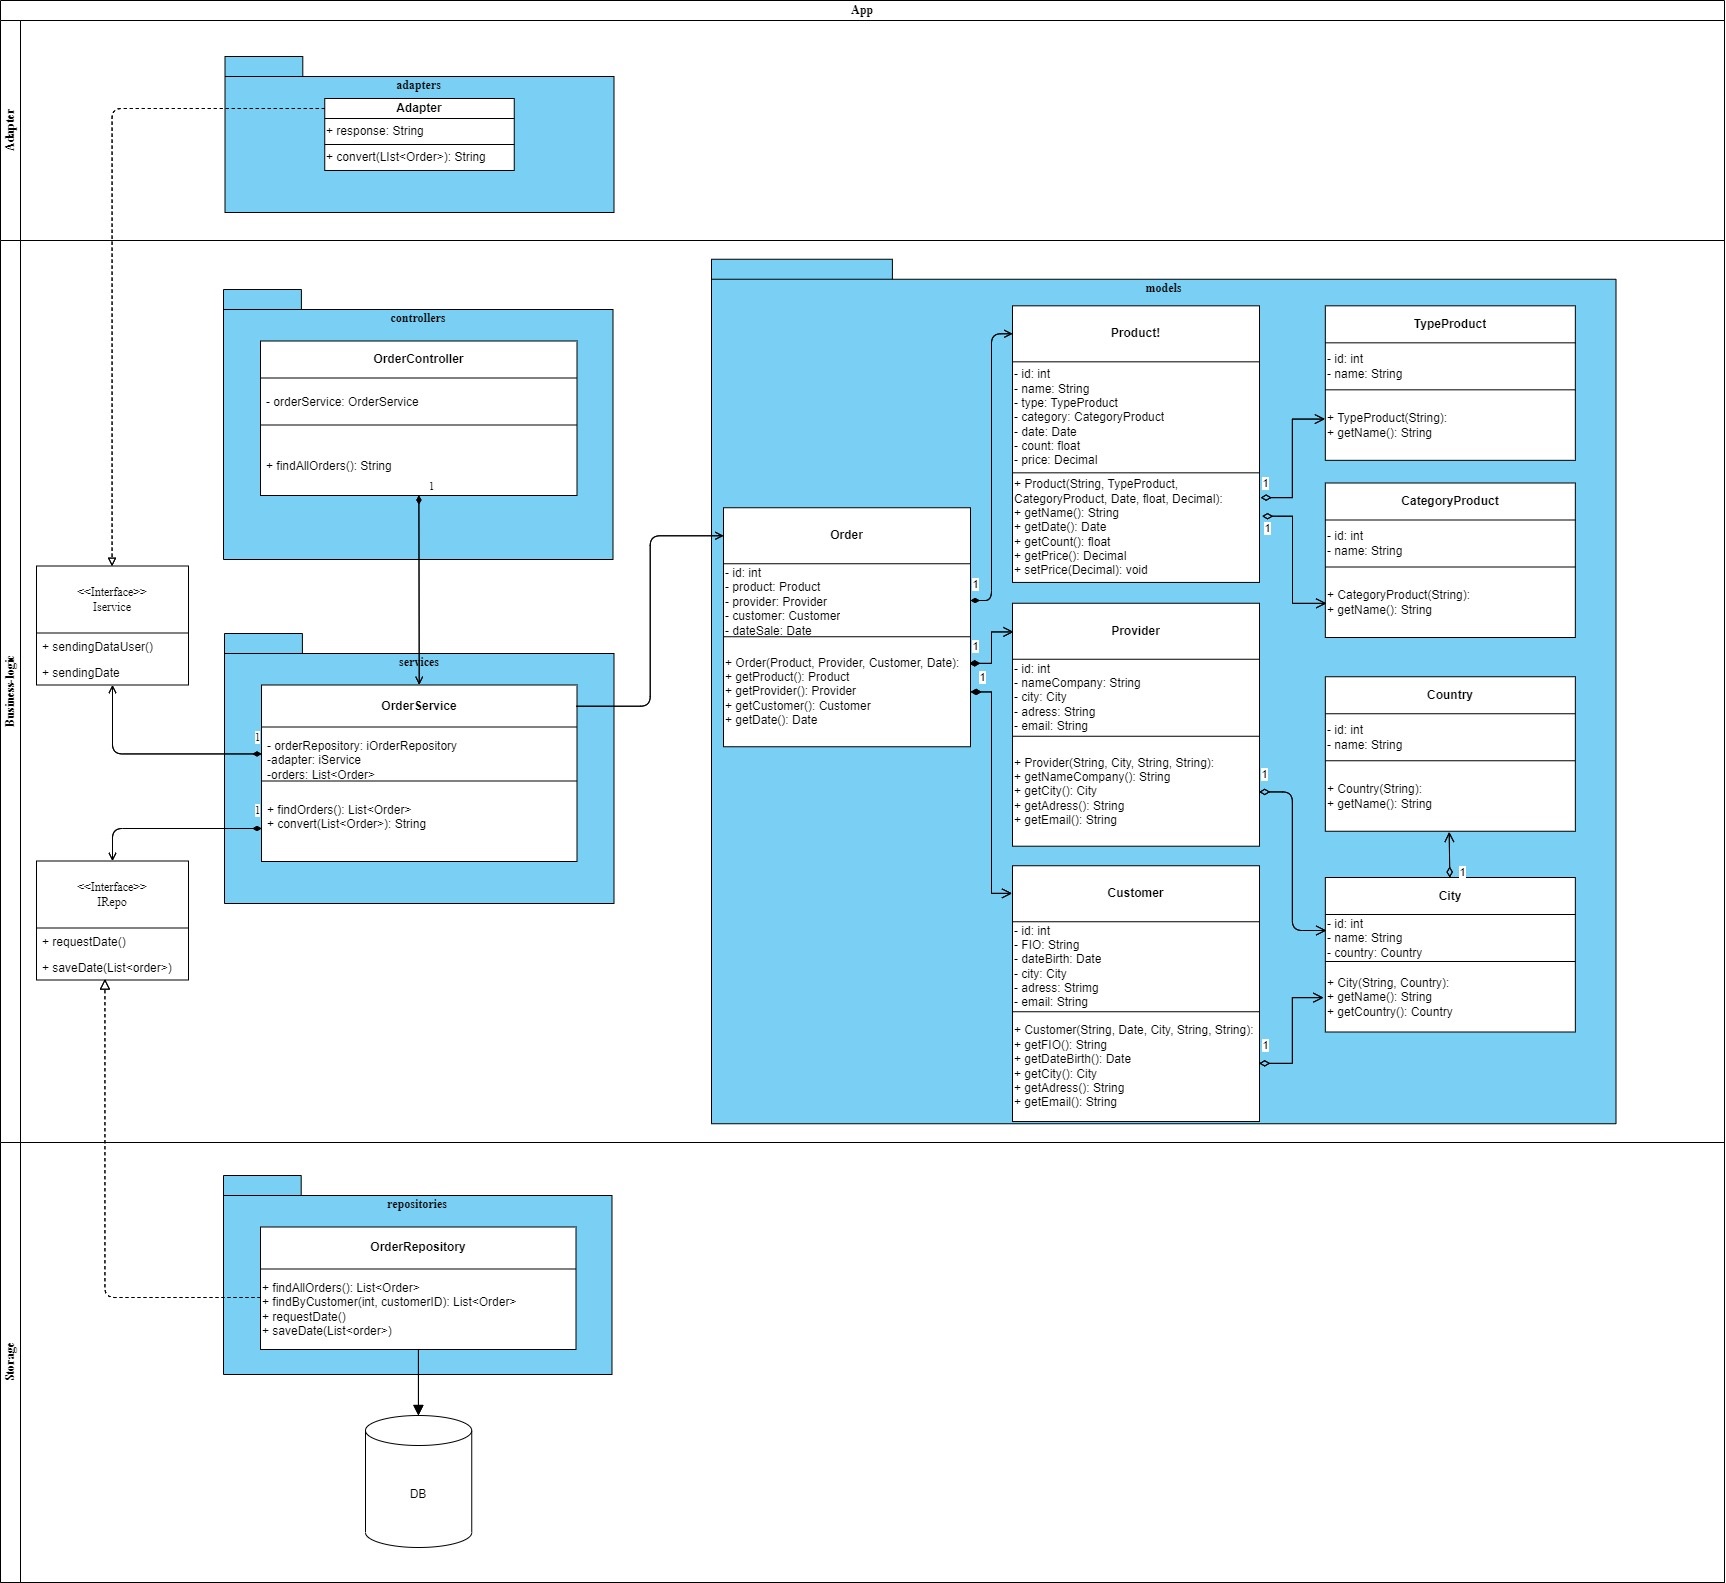 App
Adapter
adapters
Adapter
+ response: String
+ convert(LIst<Order>): String
Business-logic
controllers
OrderController
- orderService: OrderService
+ findAllOrders(): String
1
<<Interface>>
Iservice
+ sendingDataUser()
+ sendingDate
services
OrderService
1
- orderRepository: iOrderRepository
-adapter: iService
-orders: List<Order>
1
+ findOrders(): List<Order>
+ convert(List<Order>): String
<<Interface>>
IRepo
+ requestDate()
+ saveDate(List<order>)
models
Order
- id: int
- product: Product
- provider: Provider
- customer: Customer
- dateSale: Date
+ Order(Product, Provider, Customer, Date):
+ getProduct(): Product
+ getProvider(): Provider
+ getCustomer(): Customer
+ getDate(): Date
1
1
1
Product!
- id: int
- name: String
- type: TypeProduct
- category: CategoryProduct
- date: Date
- count: float
- price: Decimal
+ Product(String, TypeProduct,
CategoryProduct, Date, float, Decimal):
+ getName(): String
+ getDate(): Date
+ getCount(): float
+ getPrice(): Decimal
+ setPrice(Decimal): void
1
1
Provider
- id: int
- nameCompany: String
- city: City
- adress: String
- email: String
+ Provider(String, City, String, String):
+ getNameCompany(): String
+ getCity(): City
+ getAdress(): String
+ getEmail(): String
1
Customer
- id: int
- FIO: String
- dateBirth: Date
- city: City
- adress: Strimg
- email: String
+ Customer(String, Date, City, String, String):
+ getFIO(): String
+ getDateBirth(): Date
+ getCity(): City
+ getAdress(): String
+ getEmail(): String
1
TypeProduct
- id: int
- name: String
+ TypeProduct(String):
+ getName(): String
CategoryProduct
- id: int
- name: String
+ CategoryProduct(String):
+ getName(): String
Country
- id: int
- name: String
+ Country(String):
+ getName(): String
1
City
- id: int
- name: String
- country: Country
+ City(String, Country):
+ getName(): String
+ getCountry(): Country
Storage
repositories
OrderRepository
+ findAllOrders(): List<Order>
+ findByCustomer(int, customerID): List<Order>
+ requestDate()
+ saveDate(List<order>)
DB